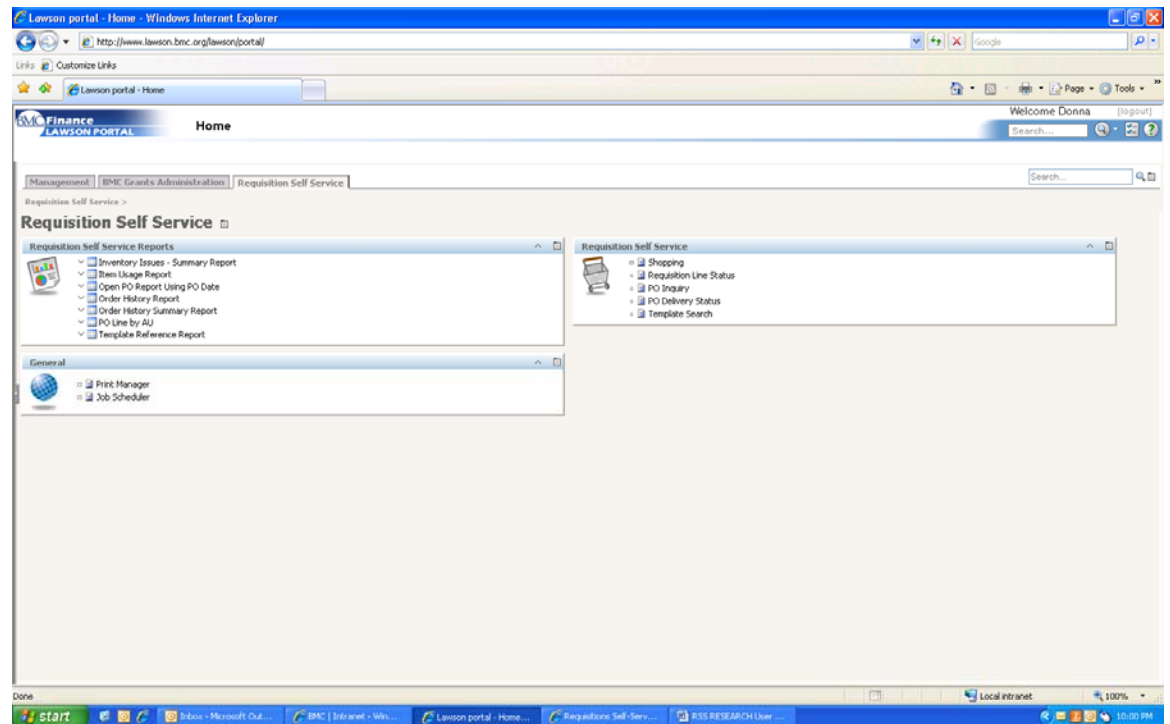 Lawson portal - Home - Windows Internet Explorer
http://www.lawson.bmc.org/lawson/portal/
Google
Links Customize Links
Lawson portal - Home
Page Tools
BMC Finance
LAWSON PORTAL
Home
Welcome Donna [logout]
Search...
Management BMC Grants Administration Requisition Self Service
Search...
Requisition Self Service >
Requisition Self Service
Requisition Self Service Reports
Inventory Issues - Summary Report
Item Usage Report
Open PO Report Using PO Date
Order History Report
Order History Summary Report
PO Line by AU
Template Reference Report
Requisition Self Service
Shopping
Requisition Line Status
PO Inquiry
PO Delivery Status
Template Search
General
Print Manager
Job Scheduler
Done
Local intranet
100%
start
Inbox - Microsoft Out...
BMC | Intranet - Win...
Lawson portal - Home...
Requisitions Self-Serv...
RSS RESEARCH User ...
10:00 PM